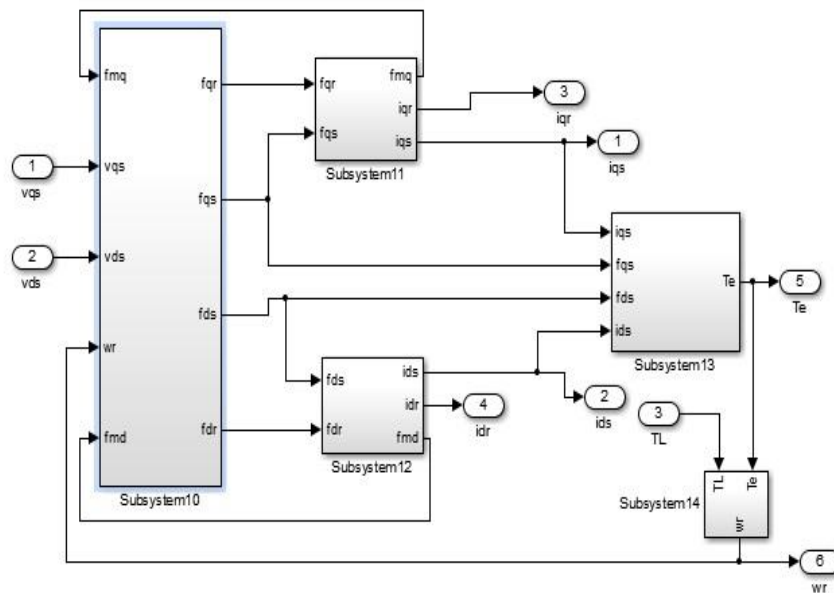 fmq
vqs
vds
wr
fmd
fqr
fqs
fds
fdr
Subsystem10
1
vqs
2
vds
fqr
fqs
fmq
iqr
iqs
Subsystem11
3
iqr
1
iqs
iqs
fqs
fds
ids
Te
Subsystem13
5
Te
fds
fdr
ids
idr
fmd
Subsystem12
4
idr
2
ids
3
TL
TL
Te
wr
Subsystem14
6
wr